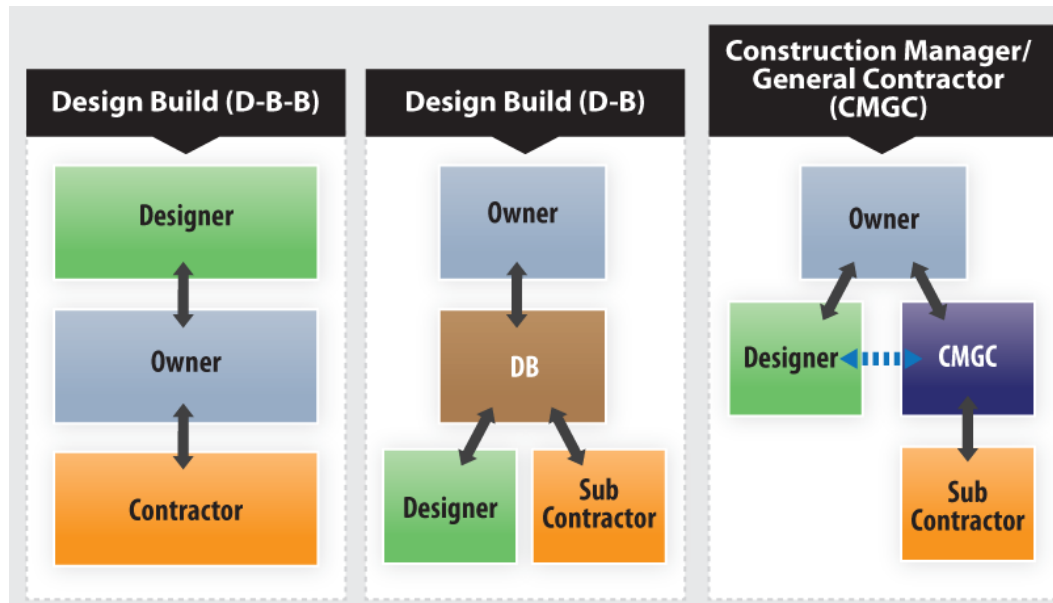 Design Build (D-B-B)
Designer
Owner
Contractor
Design Build (D-B)
Owner
DB
Designer
Sub
Contractor
Construction Manager/
General Contractor
(CMGC)
Owner
Designer
CMGC
Sub
Contractor